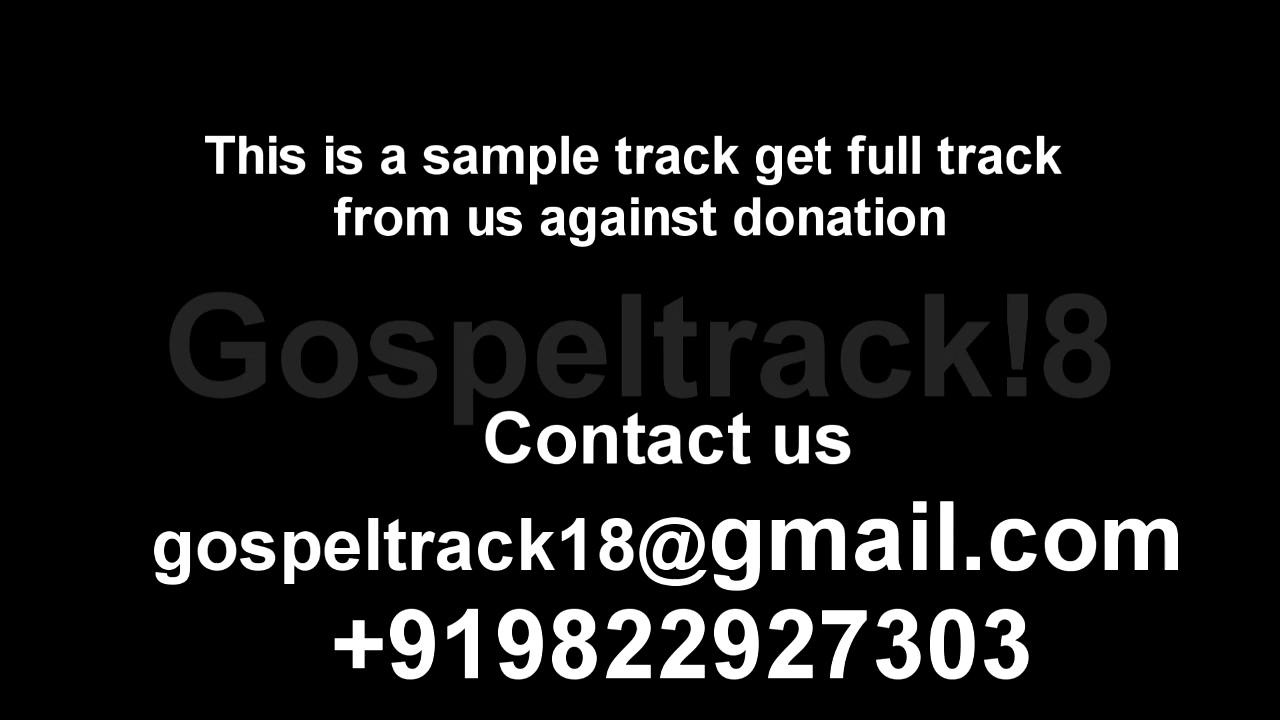 This is a sample track get full track
from us against donation
Gospeltrack!8
Contact us
gospeltrack18@gmail.com
+919822927303